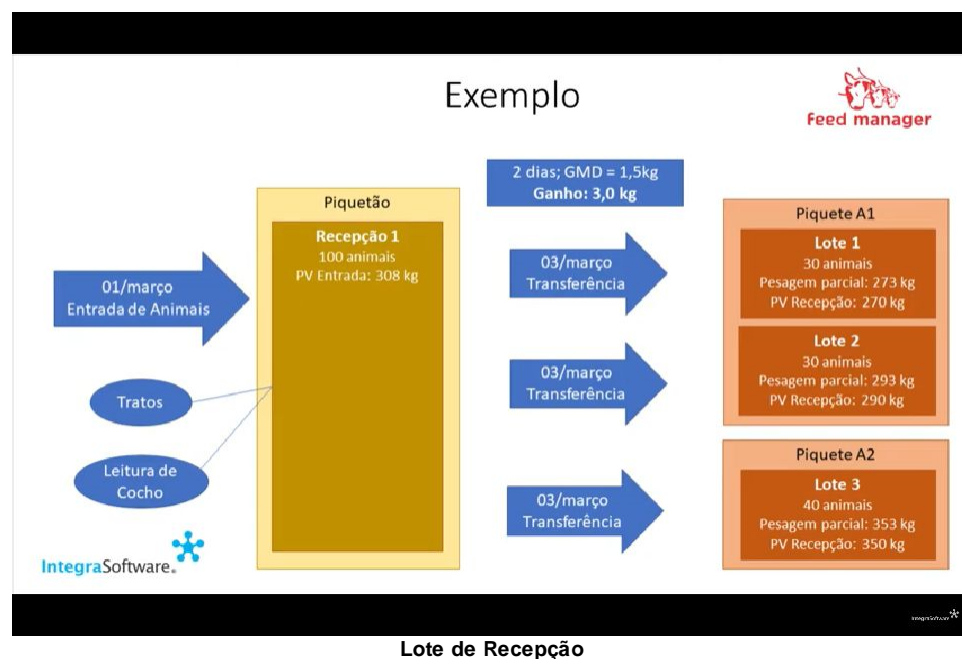 Exemplo
feed manager
2 dias; GMD = 1,5kg
Ganho: 3,0 kg
Piquetão
Recepção 1
100 animais
PV Entrada: 308 kg
01/março
Entrada de Animais
Tratos
Leitura de
Cocho
03/março
Transferência
03/março
Transferência
03/março
Transferência
Piquete A1
Lote 1
30 animais
Pesagem parcial: 273 kg
PV Recepção: 270 kg
Lote 2
30 animais
Pesagem parcial: 293 kg
PV Recepção: 290 kg
Piquete A2
Lote 3
40 animais
Pesagem parcial: 353 kg
PV Recepção: 350 kg
IntegraSoftware.
IntegraSoftware
Lote de Recepção